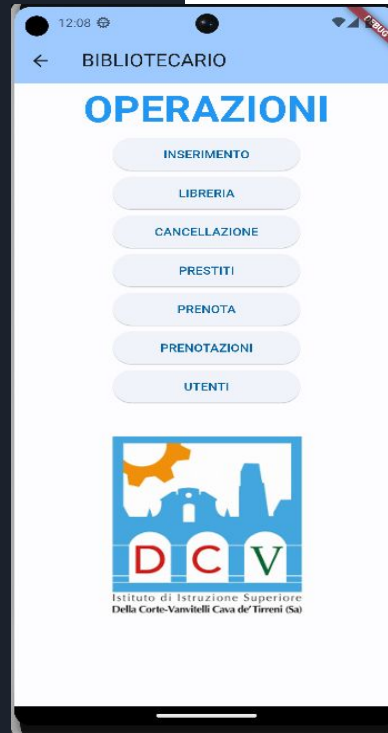 12:08
DEBUG
BIBLIOTECARIO
OPERAZIONI
INSERIMENTO
LIBRERIA
CANCELLAZIONE
PRESTITI
PRENOTA
PRENOTAZIONI
UTENTI
D C V
Istituto di Istruzione Superiore
Della Corte-Vanvitelli Cava de' Tirreni (Sa)